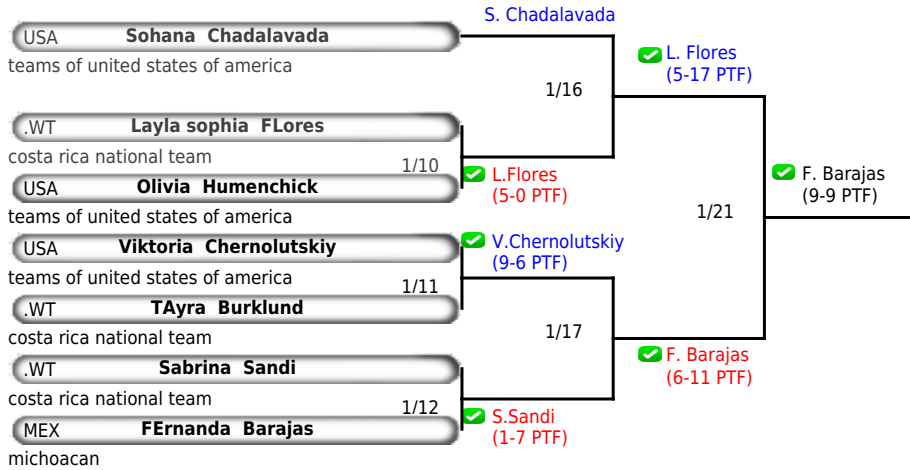 S. Chadalavada
USA Sohana Chadalavada
teams of united states of america
L. Flores
(5-17 PTF)
1/16
.WT Layla sophia FLores
costa rica national team
1/10
L.Flores
(5-0 PTF)
USA Olivia Humenchick
teams of united states of america
F. Barajas
(9-9 PTF)
1/21
USA Viktoria Chernolutskiy
teams of united states of america
V.Chernolutskiy
(9-6 PTF)
1/11
.WT TAyra Burklund
costa rica national team
1/17
F. Barajas
(6-11 PTF)
.WT Sabrina Sandi
costa rica national team
1/12
S.Sandi
(1-7 PTF)
MEX FErnanda Barajas
michoacan